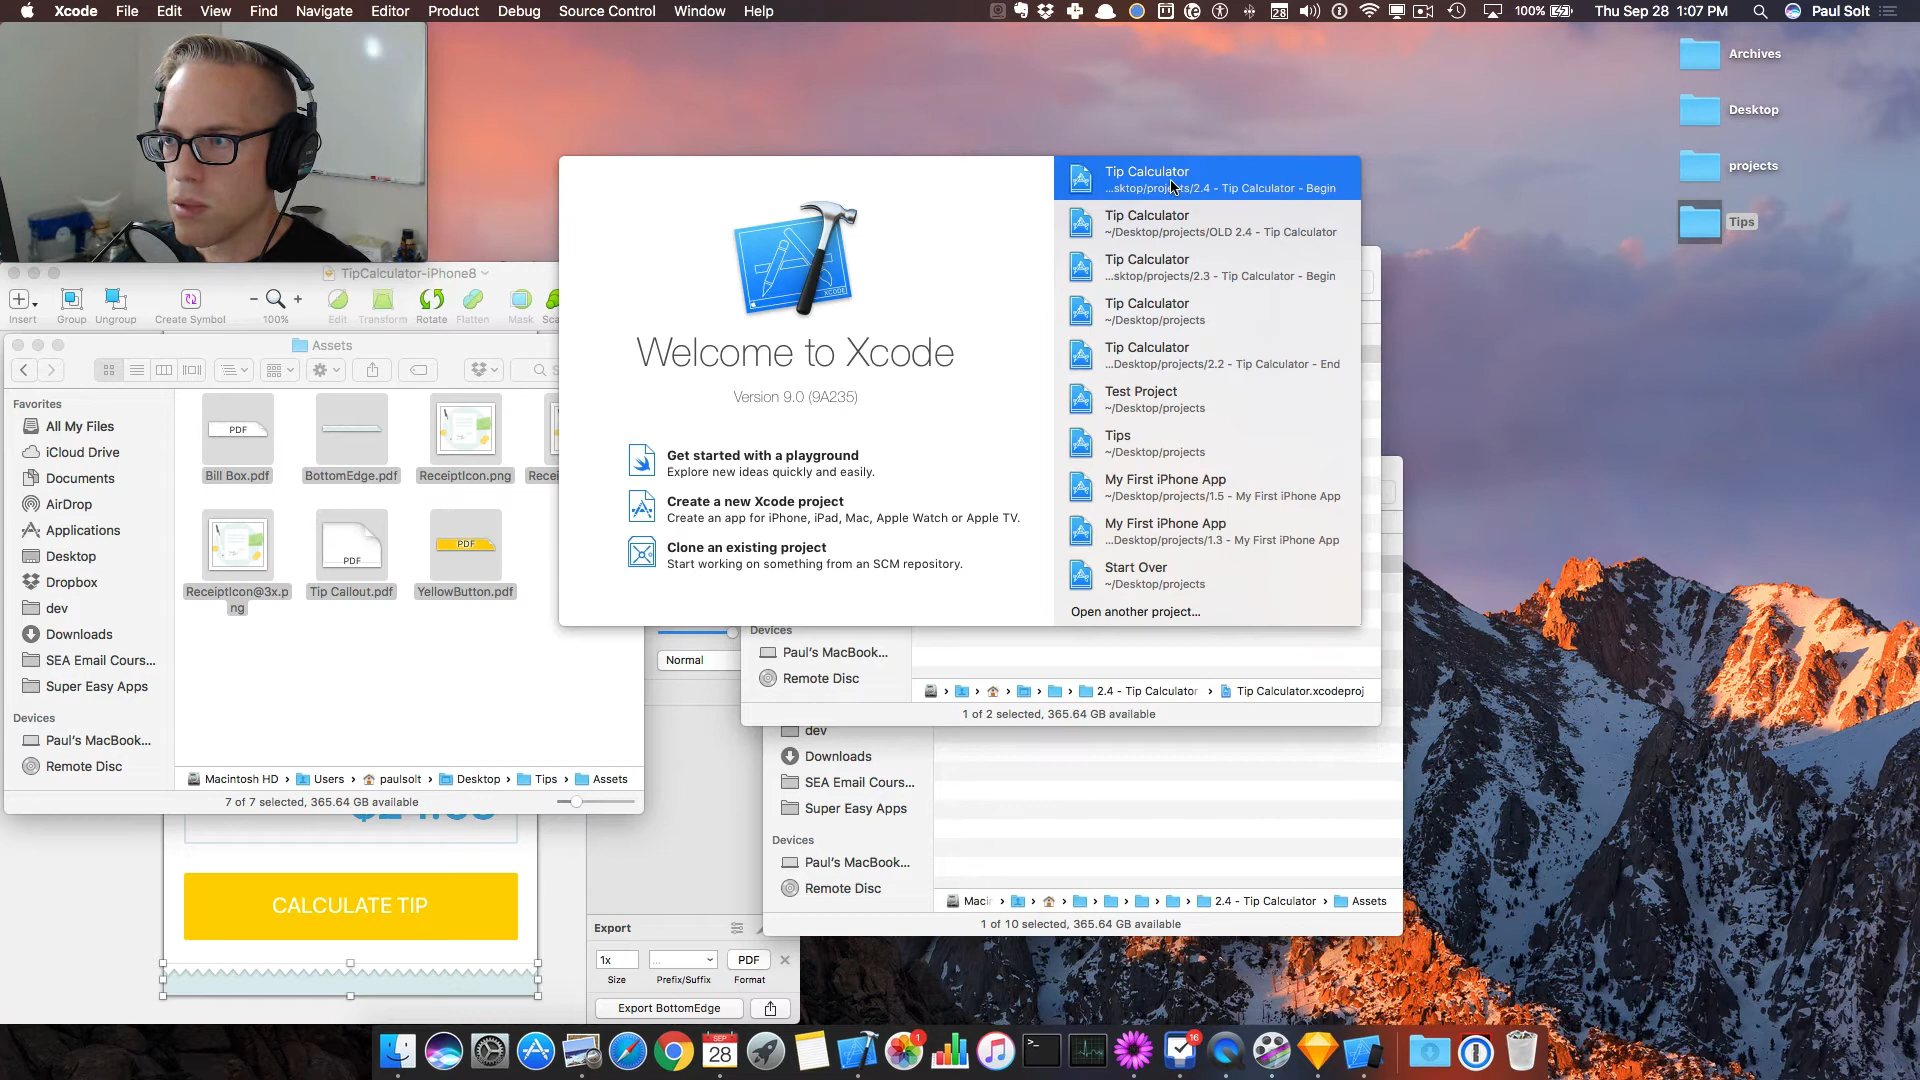 Xcode File Edit View Find Navigate Editor Product Debug Source Control Window Help
28 100% Thu Sep 28 1:07 PM Paul Solt
Archives
Desktop
projects
Tips
TipCalculator-iPhone8
Insert Group Ungroup Create Symbol 100% Edit Transform Rotate Flatten Mask
Assets
Favorites
All My Files
iCloud Drive
Documents
AirDrop
Applications
Desktop
Dropbox
dev
Downloads
SEA Email Cours...
Super Easy Apps
Devices
Paul's MacBook...
Remote Disc
PDF
Bill Box.pdf BottomEdge.pdf ReceiptIcon.png
PDF PDF
ReceiptIcon@3x.p
ng
Tip Callout.pdf YellowButton.pdf
Macintosh HD › Users › paulsolt › Desktop › Tips › Assets
7 of 7 selected, 365.64 GB available
XCODE
Welcome to Xcode
Version 9.0 (9A235)
Get started with a playground
Explore new ideas quickly and easily.
Create a new Xcode project
Create an app for iPhone, iPad, Mac, Apple Watch or Apple TV.
Clone an existing project
Start working on something from an SCM repository.
Tip Calculator
...sktop/projects/2.4 - Tip Calculator - Begin
Tip Calculator
~/Desktop/projects/OLD 2.4 - Tip Calculator
Tip Calculator
...sktop/projects/2.3 - Tip Calculator - Begin
Tip Calculator
~/Desktop/projects
Tip Calculator
...Desktop/projects/2.2 - Tip Calculator - End
Test Project
~/Desktop/projects
Tips
~/Desktop/projects
My First iPhone App
~/Desktop/projects/1.5 - My First iPhone App
My First iPhone App
...Desktop/projects/1.3 - My First iPhone App
Start Over
~/Desktop/projects
Open another project...
Normal
Devices
Paul's MacBook...
Remote Disc
2.4 - Tip Calculator › Tip Calculator.xcodeproj
1 of 2 selected, 365.64 GB available
dev
Downloads
SEA Email Cours...
Super Easy Apps
Devices
Paul's MacBook...
Remote Disc
2.4 - Tip Calculator › Assets
1 of 10 selected, 365.64 GB available
CALCULATE TIP
Export
1x ... PDF
Size Prefix/Suffix Format
Export BottomEdge
SEP
28
1
16